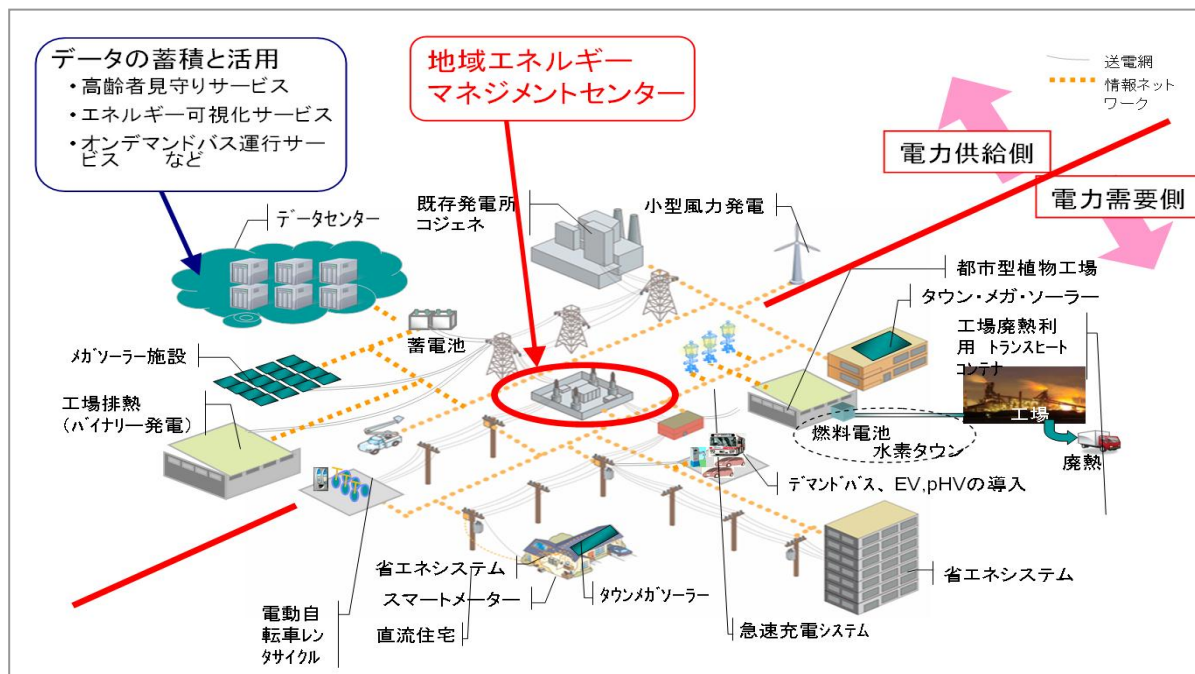 データの蓄積と活用
・高齢者見守りサービス
・エネルギー可視化サービス
・オンデマンドバス運行サー
ビス　など
地域エネルギー
マネジメントセンター
送電網
情報ネット
ワーク
電力供給側
電力需要側
データセンター
既存発電所
コジェネ
小型風力発電
都市型植物工場
タウン・メガ・ソーラー
工場廃熱利
用 トランスヒート
コンテナ
メガソーラー施設
蓄電池
工場排熱
(バイナリー発電)
工場
燃料電池
水素タウン
廃熱
デマンドバス、EV,pHVの導入
省エネシステム
スマートメーター
直流住宅
タウンメガソーラー
急速充電システム
省エネシステム
電動自
転車レン
タサイクル